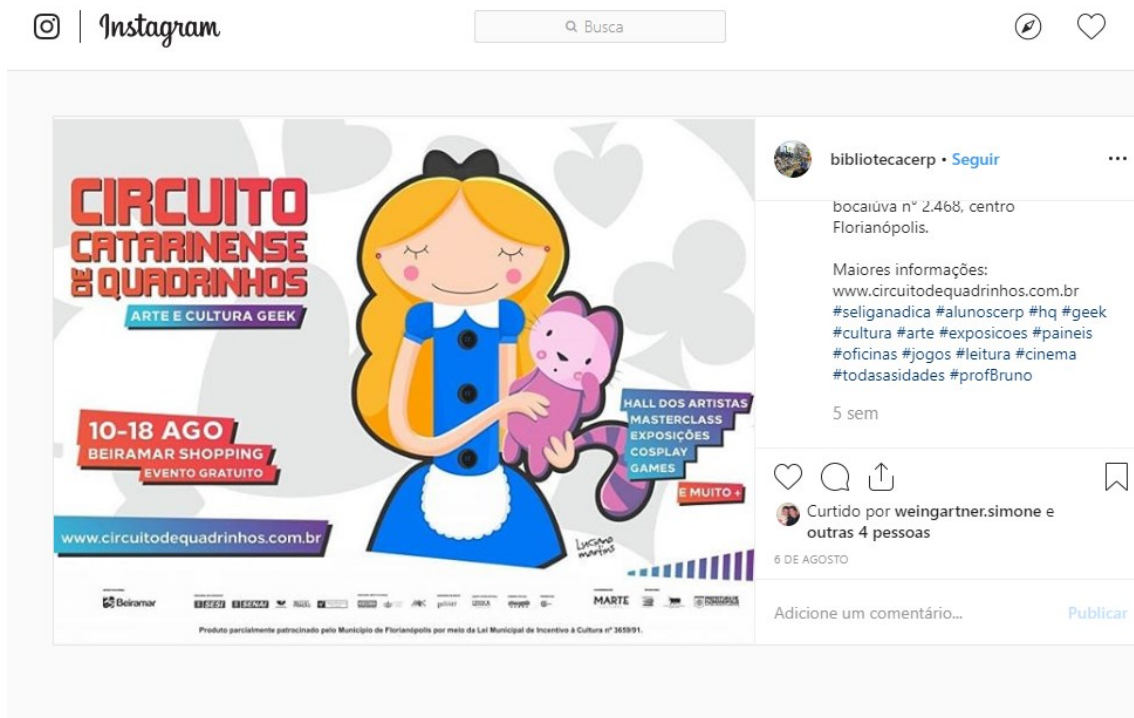 Instagram
Busca
CIRCUITO
CATARINENSE
DE QUADRINHOS
ARTE E CULTURA GEEK
10-18 AGO
BEIRAMAR SHOPPING
EVENTO GRATUITO
www.circuitodequadrinhos.com.br
HALL DOS ARTISTAS
MASTERCLASS
EXPOSIÇÕES
COSPLAY
GAMES
E MUITO +
Luciano
martins
Beiramar
SESI SENAI
MARTE
Produto parcialmente patrocinado pelo Município de Florianópolis por meio da Lei Municipal de Incentivo à Cultura nº 3659/91.
bibliotecacerp • Seguir
bocaiúva nº 2.468, centro
Florianópolis.
Maiores informações:
www.circuitodequadrinhos.com.br
#seliganadica #alunoscerp #hq #geek
#cultura #arte #exposicoes #paineis
#oficinas #jogos #leitura #cinema
#todasasidades #profBruno
5 sem
Curtido por weingartner.simone e
outras 4 pessoas
6 DE AGOSTO
Adicione um comentário...
Publicar